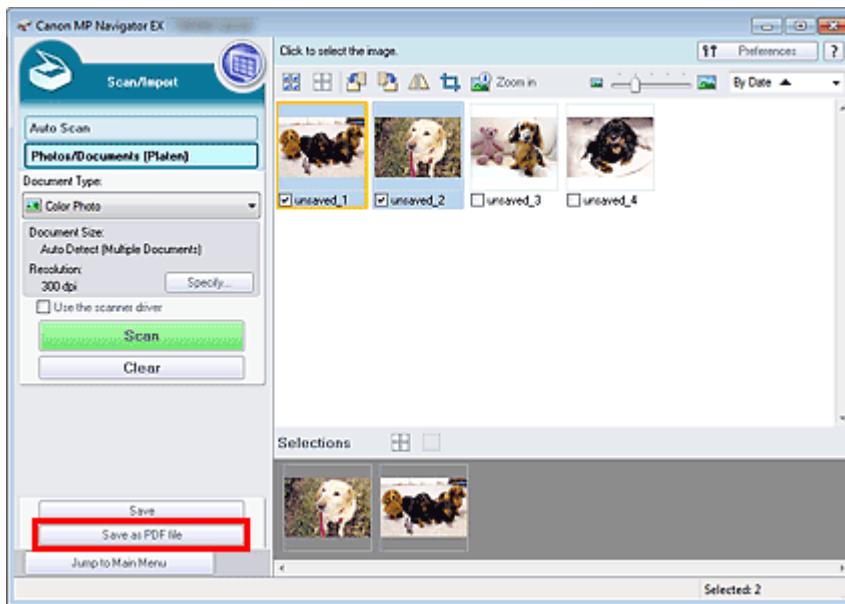 Canon MP Navigator EX
Scan/Import
Auto Scan
Photos/Documents (Platen)
Document Type:
Color Photo
Document Size:
Auto Detect (Multiple Documents)
Resolution:
300 dpi
Specify...
Use the scanner driver
Scan
Clear
Save
Save as PDF file
Jump to Main Menu
Click to select the image.
Preferences
?
Zoom in
By Date
unsaved_1
unsaved_2
unsaved_3
unsaved_4
Selections
Selected: 2